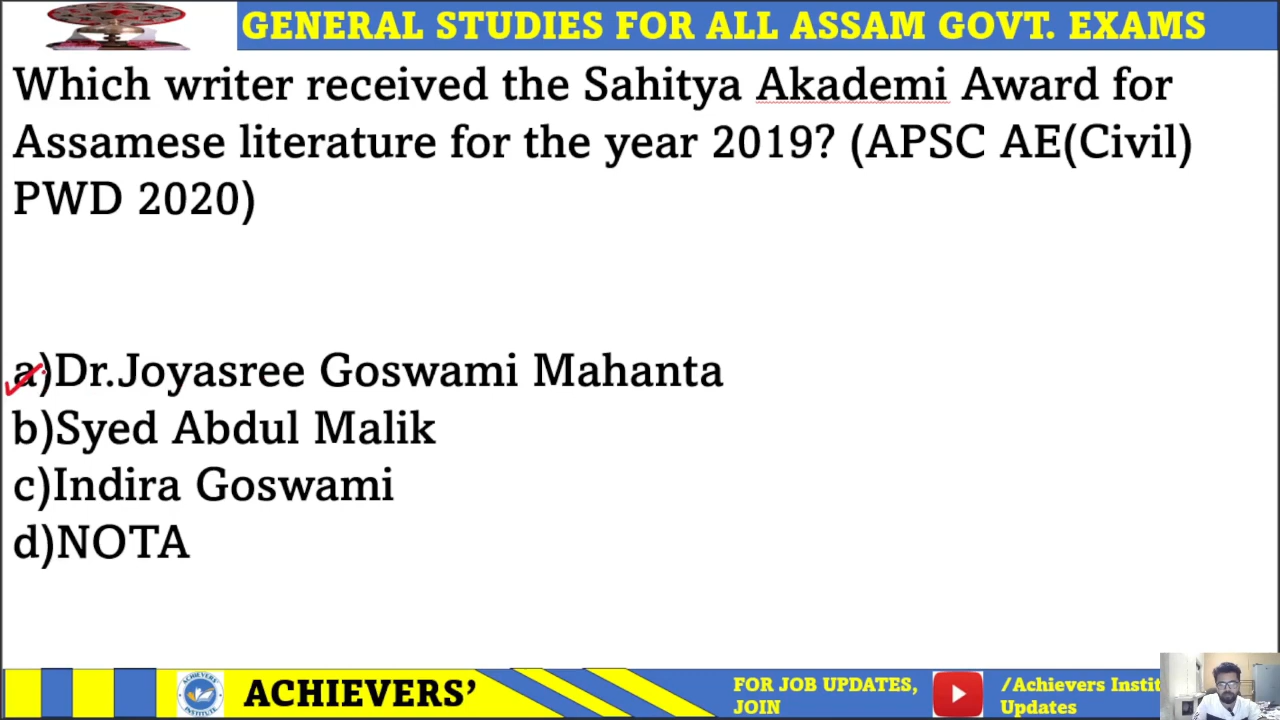 GENERAL STUDIES FOR ALL ASSAM GOVT. EXAMS
Which writer received the Sahitya Akademi Award for
Assamese literature for the year 2019? (APSC AE(Civil)
PWD 2020)
a)Dr.Joyasree Goswami Mahanta
b)Syed Abdul Malik
c)Indira Goswami
d)NOTA
ACHIEVERS'
INSTITUTE
ACHIEVERS’
FOR JOB UPDATES,
JOIN
/Achievers Instit
Updates